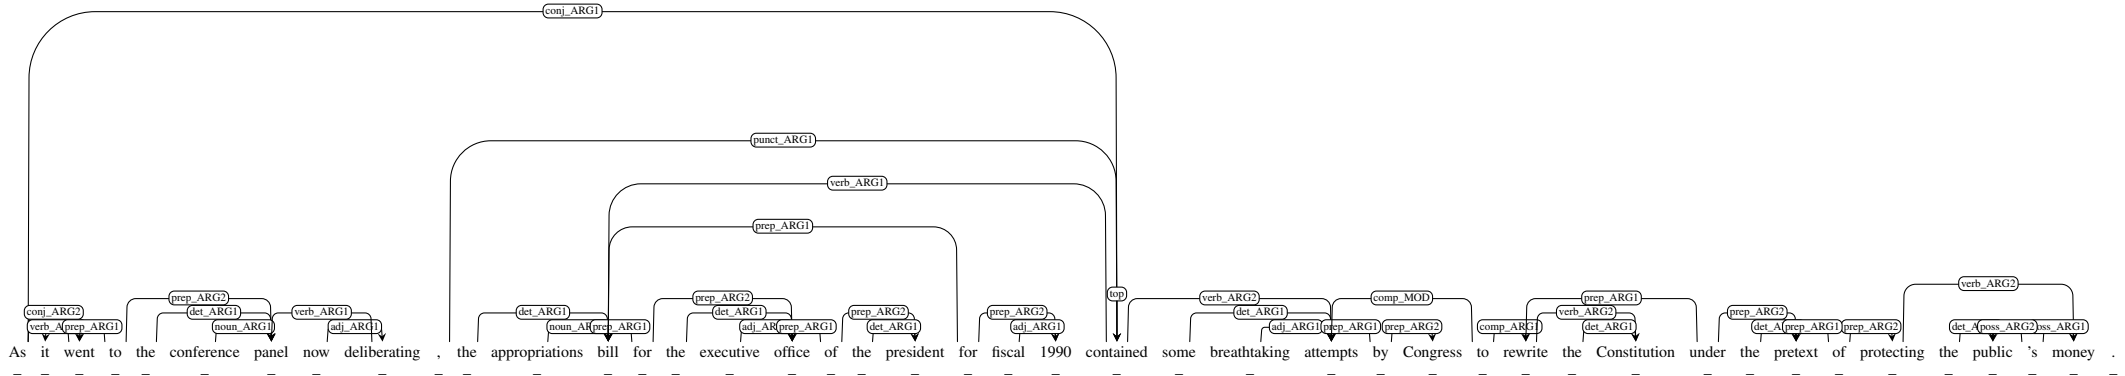 conj_ARG1
punct_ARG1
verb_ARG1
prep_ARG1
verb_ARG2
top
prep_ARG2 prep_ARG2 verb_ARG2 comp_MOD prep_ARG1
conj_ARG2 det_ARG1 verb_ARG1 det_ARG1 det_ARG1 prep_ARG2 prep_ARG2 det_ARG1 verb_ARG2 prep_ARG2
prep_ARG1 noun_ARG1 adj_ARG1 prep_ARG1 prep_ARG1 det_ARG1 adj_ARG1 adj_ARG1 prep_ARG1 prep_ARG2 comp_ARG1 det_ARG1 prep_ARG1 prep_ARG2 poss_ARG2
As it went to the conference panel now deliberating , the appropriations bill for the executive office of the president for fiscal 1990 contained some breathtaking attempts by Congress to rewrite the Constitution under the pretext of protecting the public 's money .